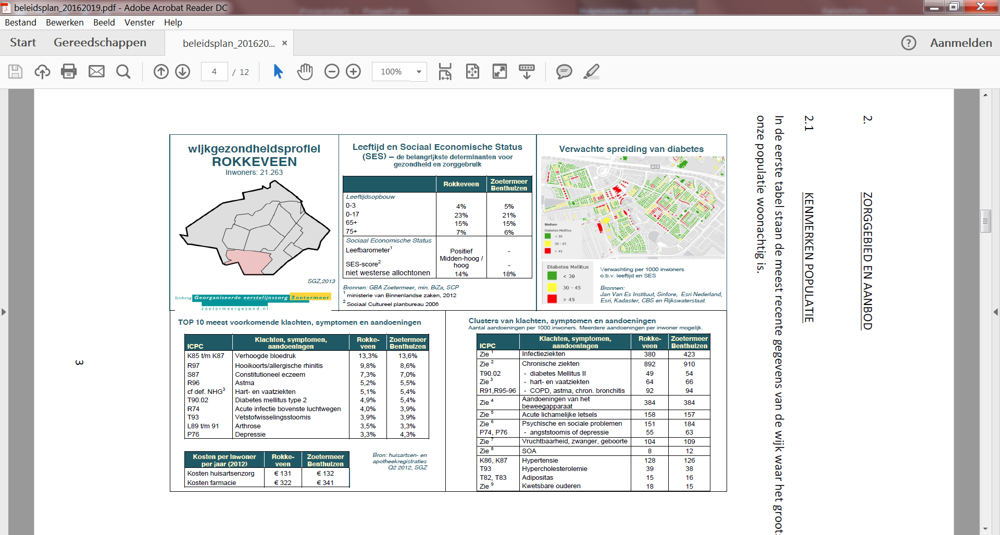 beleidsplan_20162019.pdf - Adobe Acrobat Reader DC
Bestand Bewerken Beeld Venster Help
Start Gereedschappen beleidsplan_201620... × ? Aanmelden
4 / 12 100%
2. ZORGGEBIED EN AANBOD
2.1 KENMERKEN POPULATIE
In de eerste tabel staan de meest recente gegevens van de wijk waar het groots
onze populatie woonachtig is.
wijkgezondheidsprofiel
ROKKEVEEN
Inwoners: 21.263
SGZ,2013
Stichting Georganiseerde eerstelijnszorg Zoetermeer
zoetermeergezond.nl
Leeftijd en Sociaal Economische Status
(SES) – de belangrijkste determinanten voor
gezondheid en zorggebruik
Rokkeveen Zoetermeer Benthuizen
Leeftijdsopbouw
0-3 4% 5%
0-17 23% 21%
65+ 15% 15%
75+ 7% 6%
Sociaal Economische Status
Leefbarometer1 Positief -
SES-score2 Midden-hoog / hoog -
niet westerse allochtonen 14% 18%
Bronnen: GBA Zoetermeer, min. BiZa, SCP
1 ministerie van Binnenlandse zaken, 2012
2 Sociaal Cultureel planbureau 2006
Verwachte spreiding van diabetes
A12
Sinfore
Diabetes Mellitus
< 30
30 - 45
> 45
Diabetes Mellitus
< 30
30 - 45
> 45
Verwachting per 1000 inwoners
o.b.v. leeftijd en SES
Bronnen:
Jan Van Es Instituut, Sinfore, Esri Nederland,
Esri, Kadaster, CBS en Rijkswaterstaat.
TOP 10 meest voorkomende klachten, symptomen en aandoeningen
ICPC Klachten, symptomen, aandoeningen Rokke-veen Zoetermeer Benthuizen
K85 t/m K87 Verhoogde bloedruk 13,3% 13,6%
R97 Hooikoorts/allergische rhinitis 9,8% 8,6%
S87 Constitutioneel eczeem 7,3% 7,0%
R96 Astma 5,2% 5,5%
cf def. NHG3 Hart- en vaatziekten 5,1% 5,4%
T90.02 Diabetes mellitus type 2 4,9% 5,4%
R74 Acute infectie bovenste luchtwegen 4,0% 3,9%
T93 Vetstofwisselingsstoornis 3,9% 3,9%
L89 t/m 91 Arthrose 3,5% 3,3%
P76 Depressie 3,3% 4,3%
Kosten per inwoner per jaar (2012) Rokke-veen Zoetermeer Benthuizen
Kosten huisartsenzorg € 131 € 132
Kosten farmacie € 322 € 341
Bron: huisartsen- en
apotheekregistraties
Q2 2012, SGZ
Clusters van klachten, symptomen en aandoeningen
Aantal aandoeningen per 1000 inwoners. Meerdere aandoeningen per inwoner mogelijk.
ICPC Klachten, symptomen, aandoeningen Rokke-veen Zoetermeer Benthuizen
Zie 1 Infectieziekten 380 423
Zie 2 Chronische ziekten 892 910
T90.02 - diabetes Mellitus II 49 54
Zie 3 - hart- en vaatziekten 64 66
R91,R95-96 - COPD, astma, chron. bronchitis 92 94
Zie 4 Aandoeningen van het beweegapparaat 384 384
Zie 5 Acute lichamelijke letsels 158 157
Zie 6 Psychische en sociale problemen 151 184
P74, P76 - angststoornis of depressie 55 63
Zie 7 Vruchtbaarheid, zwanger, geboorte 104 109
Zie 8 SOA 8 12
K86, K87 Hypertensie 128 126
T93 Hypercholesterolemie 39 38
T82, T83 Adipositas 15 16
Zie 9 Kwetsbare ouderen 18 15
3